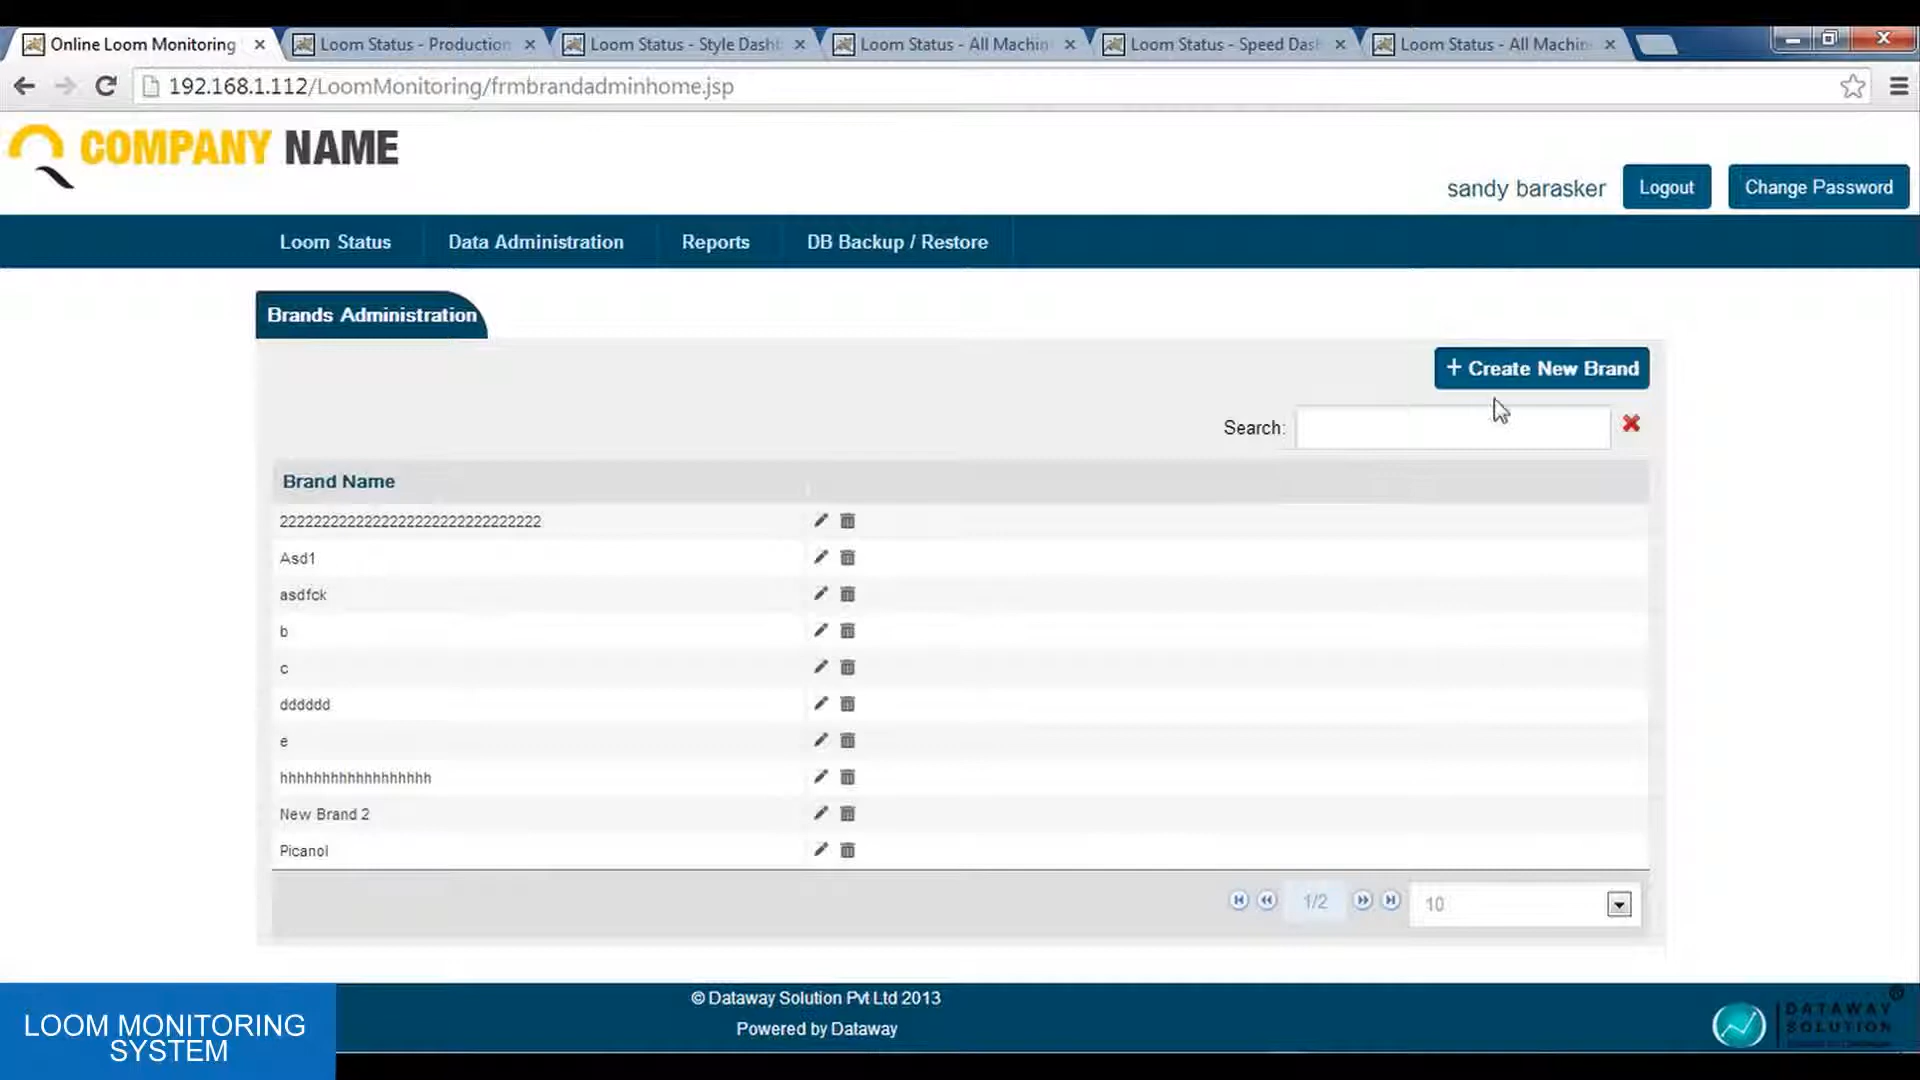 Online Loom Monitoring
Loom Status - Production
Loom Status - Style Dashb
Loom Status - All Machin
Loom Status - Speed Dash
Loom Status - All Machin
192.168.1.112/LoomMonitoring/frmbrandadminhome.jsp
COMPANY NAME
sandy barasker
Logout
Change Password
Loom Status
Data Administration
Reports
DB Backup / Restore
Brands Administration
+ Create New Brand
Search:
Brand Name
2222222222222222222222222222222
Asd1
asdfck
b
c
dddddd
e
hhhhhhhhhhhhhhhhhh
New Brand 2
Picanol
1/2
10
© Dataway Solution Pvt Ltd 2013
Powered by Dataway
LOOM MONITORING
SYSTEM
DATAWAY
SOLUTION